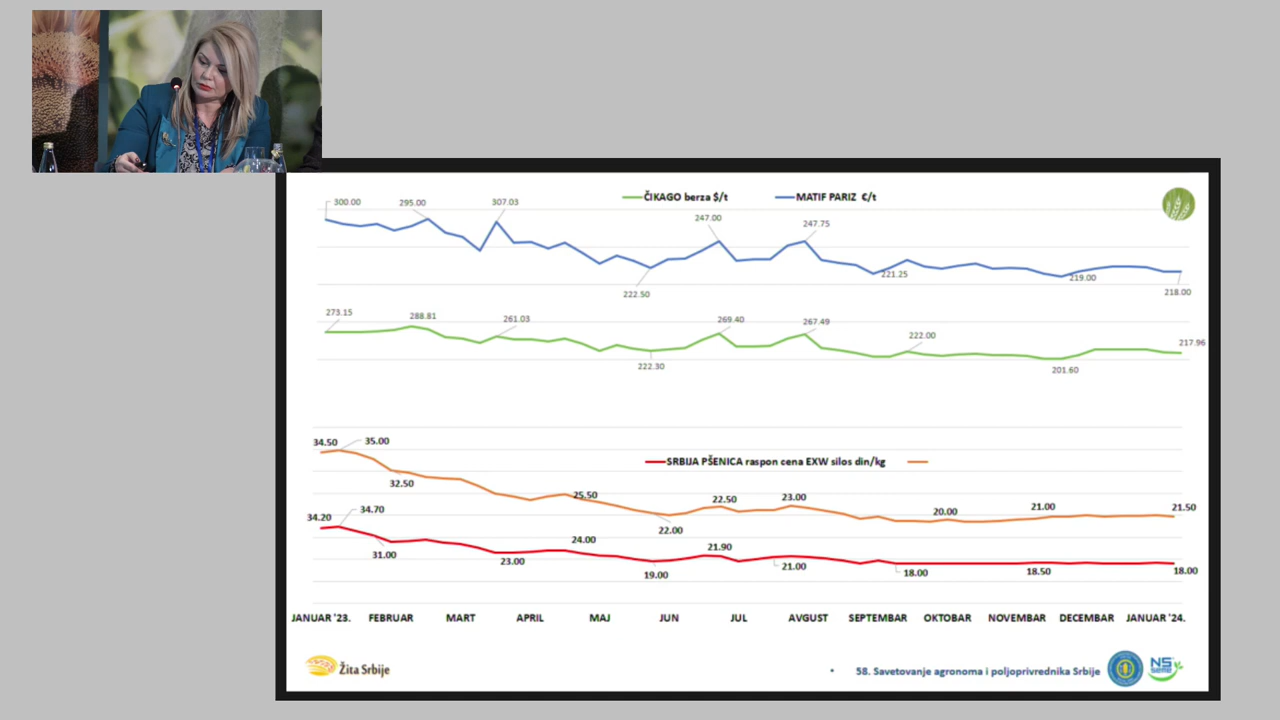 ČIKAGO berza $/t MATIF PARIZ €/t
300.00 295.00 307.03 247.00 247.75
222.50 221.25 219.00 218.00
273.15 288.81 261.03 269.40 267.49 222.00 217.96
222.30 201.60
SRBIJA PŠENICA raspon cena EXW silos din/kg
34.50 35.00 32.50 25.50 22.00 22.50 23.00 20.00 21.00 21.50
34.20 34.70 31.00 23.00 24.00 19.00 21.90 21.00 18.00 18.50 18.00
JANUAR '23. FEBRUAR MART APRIL MAJ JUN JUL AVGUST SEPTEMBAR OKTOBAR NOVEMBAR DECEMBAR JANUAR '24.
Žita Srbije
• 58. Savetovanje agronoma i poljoprivrednika Srbije
NS
seme